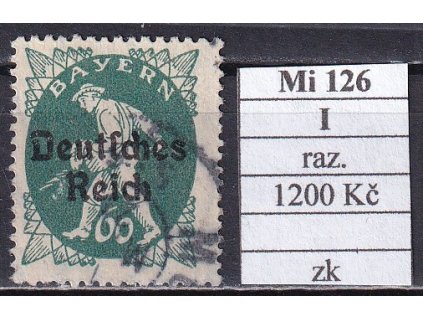 BAYERN
Deutſches
Reich
60
Mi 126
I
raz.
1200 Kč
zk